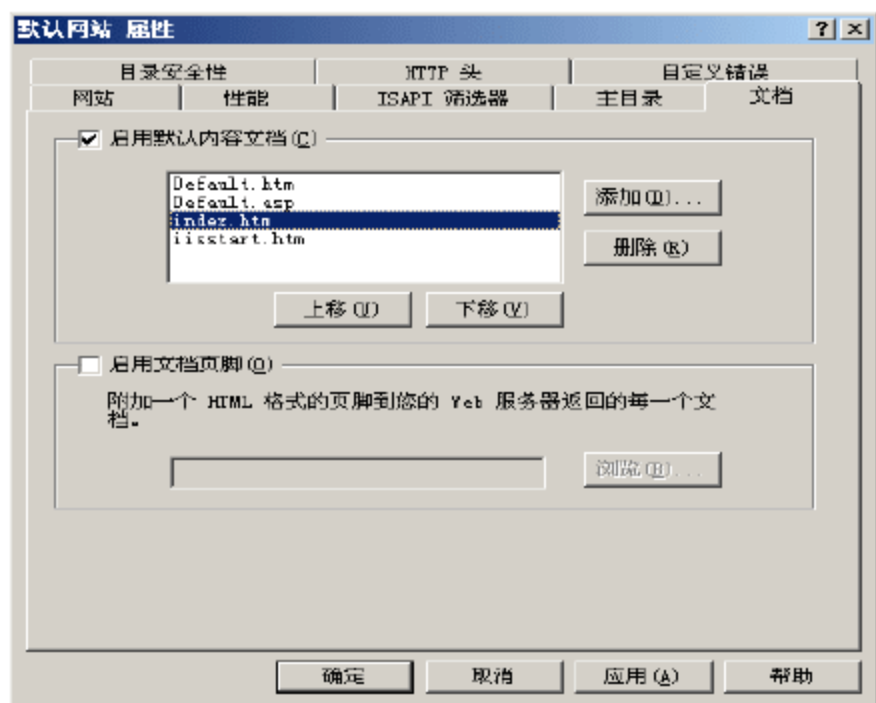 默认网站 属性
目录安全性 HTTP 头 自定义错误
网站 性能 ISAPI 筛选器 主目录 文档
启用默认内容文档(C)
Default.htm
Default.asp
index.htm
iisstart.htm
添加(D)...
删除(R)
上移(U) 下移(V)
启用文档页脚(O)
附加一个 HTML 格式的页脚到您的 Web 服务器返回的每一个文
档。
浏览(B)...
确定 取消 应用(A) 帮助